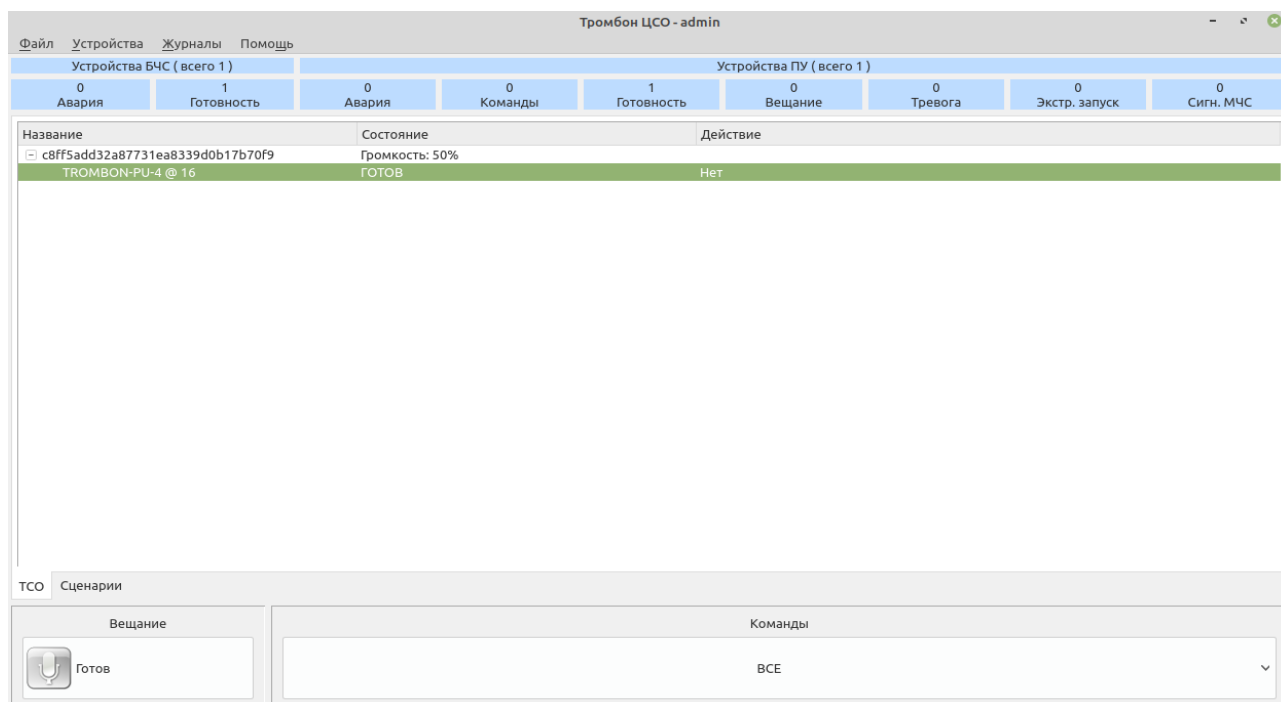 Тромбон ЦСО - admin
Файл Устройства Журналы Помощь
Устройства БЧС ( всего 1 ) Устройства ПУ ( всего 1 )
0 1 0 0 1 0 0 0 0
Авария Готовность Авария Команды Готовность Вещание Тревога Экстр. запуск Сигн. МЧС
Название Состояние Действие
c8ff5add32a87731ea8339d0b17b70f9 Громкость: 50%
TROMBON-PU-4 @ 16 ГОТОВ Нет
ТСО Сценарии
Вещание Команды
Готов ВСЕ